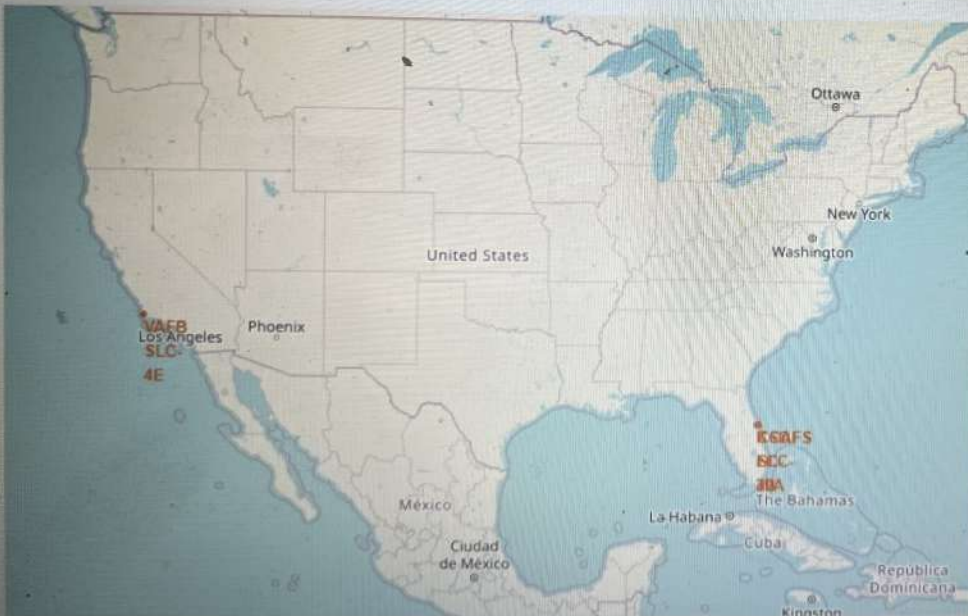 Ottawa
New York
Washington
United States
VAFB
Los Angeles
SLC-
4E
Phoenix
The Bahamas
México
La Habana
Cuba
Ciudad
de México
República
Dominicana
Kingston